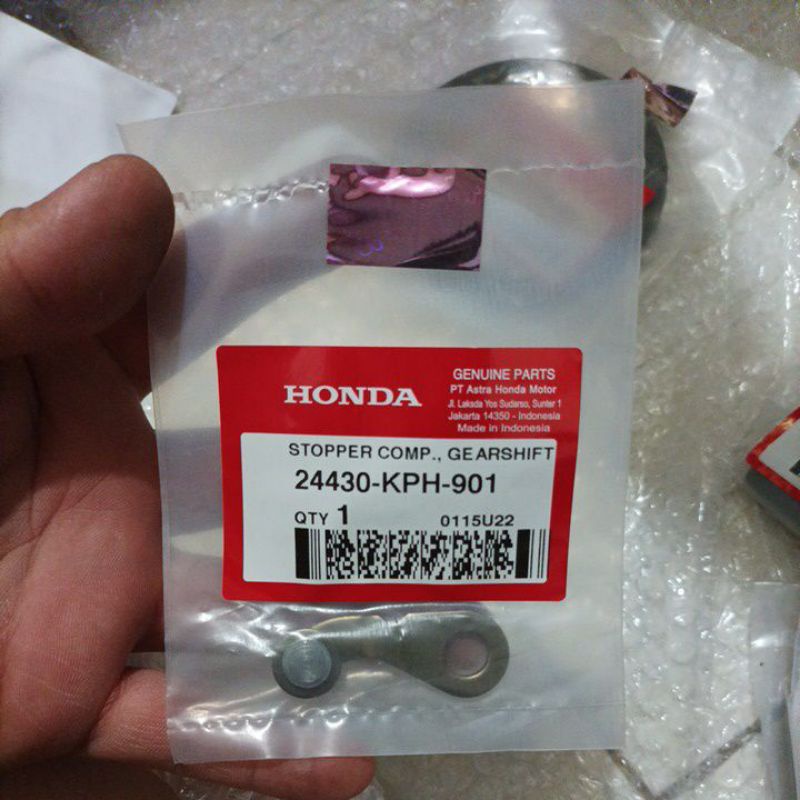 HONDA
GENUINE PARTS
PT Astra Honda Motor
Jl. Laksda Yos Sudarso, Sunter 1
Jakarta 14350 - Indonesia
Made in Indonesia
STOPPER COMP., GEARSHIFT
24430-KPH-901
QTY 1 0115U22